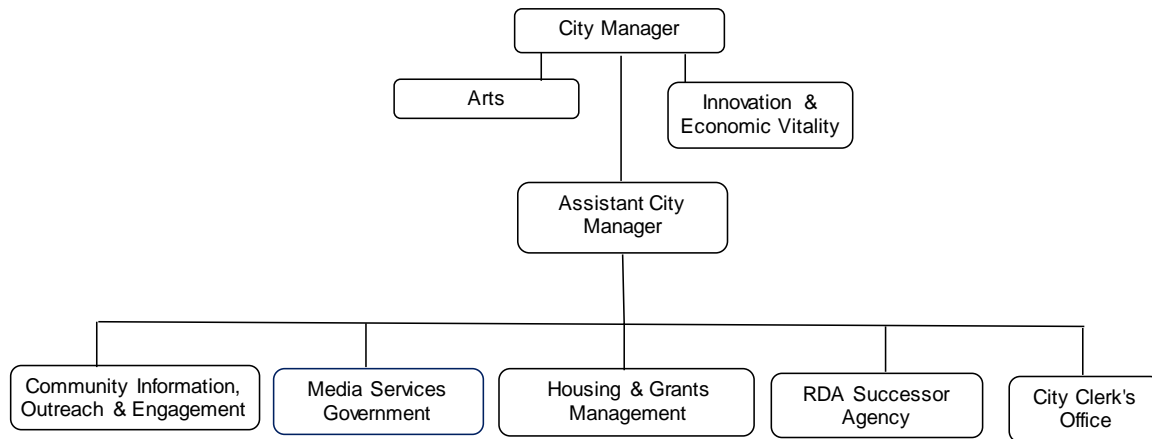 City Manager
Arts
Innovation &
Economic Vitality
Assistant City
Manager
Community Information,
Outreach & Engagement
Media Services
Government
Housing & Grants
Management
RDA Successor
Agency
City Clerk's
Office